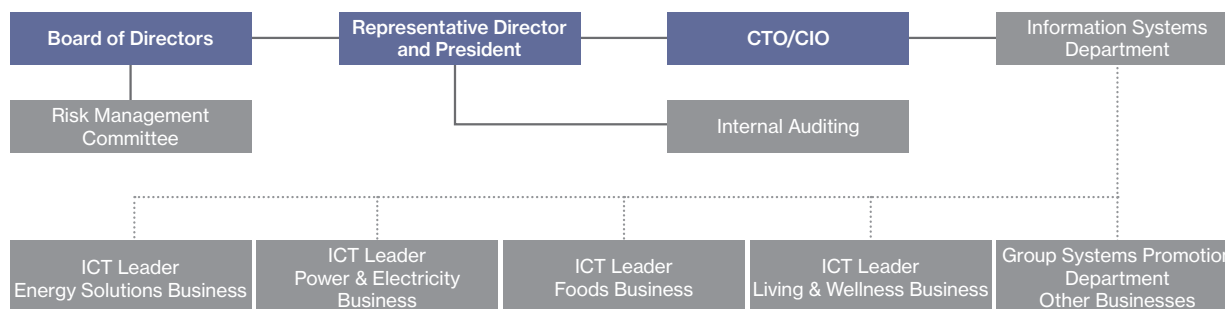 Board of Directors
Representative Director
and President
CTO/CIO
Information Systems
Department
Risk Management
Committee
Internal Auditing
ICT Leader
Energy Solutions Business
ICT Leader
Power & Electricity
Business
ICT Leader
Foods Business
ICT Leader
Living & Wellness Business
Group Systems Promotion
Department
Other Businesses